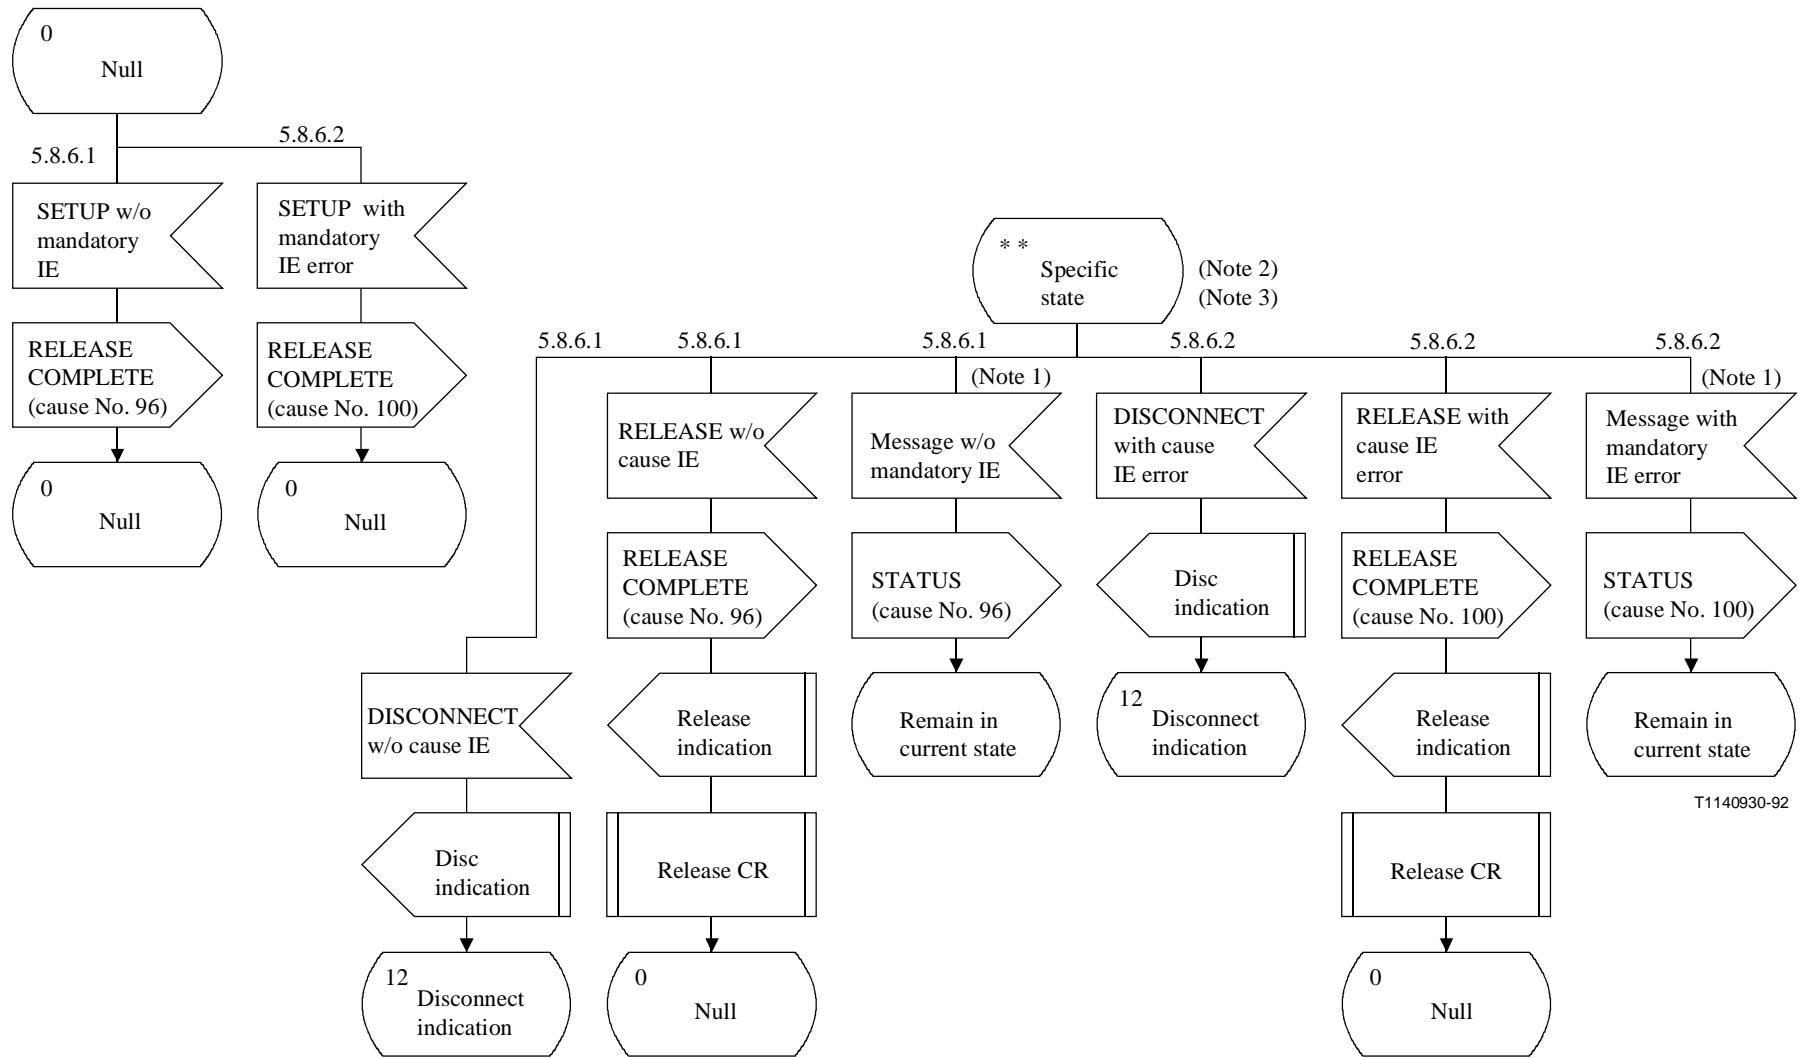 0
Null
5.8.6.1
5.8.6.2
SETUP w/o
mandatory
IE
SETUP with
mandatory
IE error
RELEASE
COMPLETE
(cause No. 96)
RELEASE
COMPLETE
(cause No. 100)
0
Null
0
Null
* *
Specific
state
(Note 2)
(Note 3)
5.8.6.1
5.8.6.1
5.8.6.1
5.8.6.2
5.8.6.2
5.8.6.2
(Note 1)
(Note 1)
DISCONNECT
w/o cause IE
Disc
indication
12
Disconnect
indication
RELEASE w/o
cause IE
RELEASE
COMPLETE
(cause No. 96)
Release
indication
Release CR
0
Null
Message w/o
mandatory IE
STATUS
(cause No. 96)
Remain in
current state
DISCONNECT
with cause
IE error
Disc
indication
12
Disconnect
indication
RELEASE with
cause IE
error
RELEASE
COMPLETE
(cause No. 100)
Release
indication
Release CR
0
Null
Message with
mandatory
IE error
STATUS
(cause No. 100)
Remain in
current state
T1140930-92